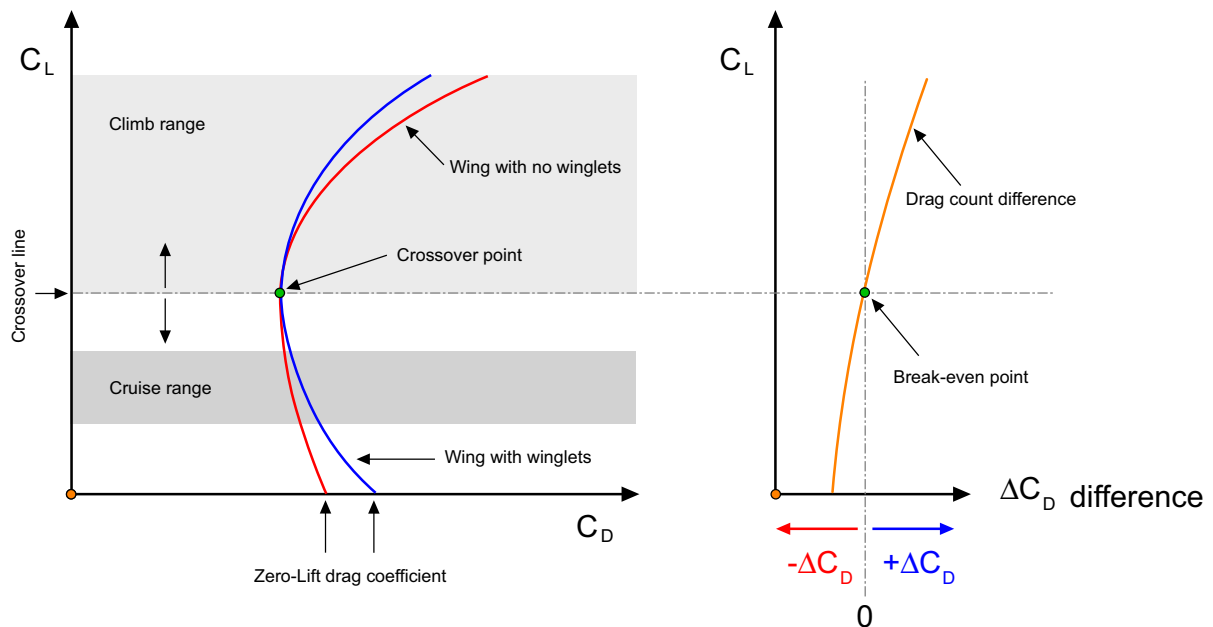 C L
Climb range
Wing with no winglets
Crossover point
Crossover line
Cruise range
Wing with winglets
C D
Zero-Lift drag coefficient
C L
Drag count difference
Break-even point
ΔC D difference
-ΔC D
+ΔC D
0